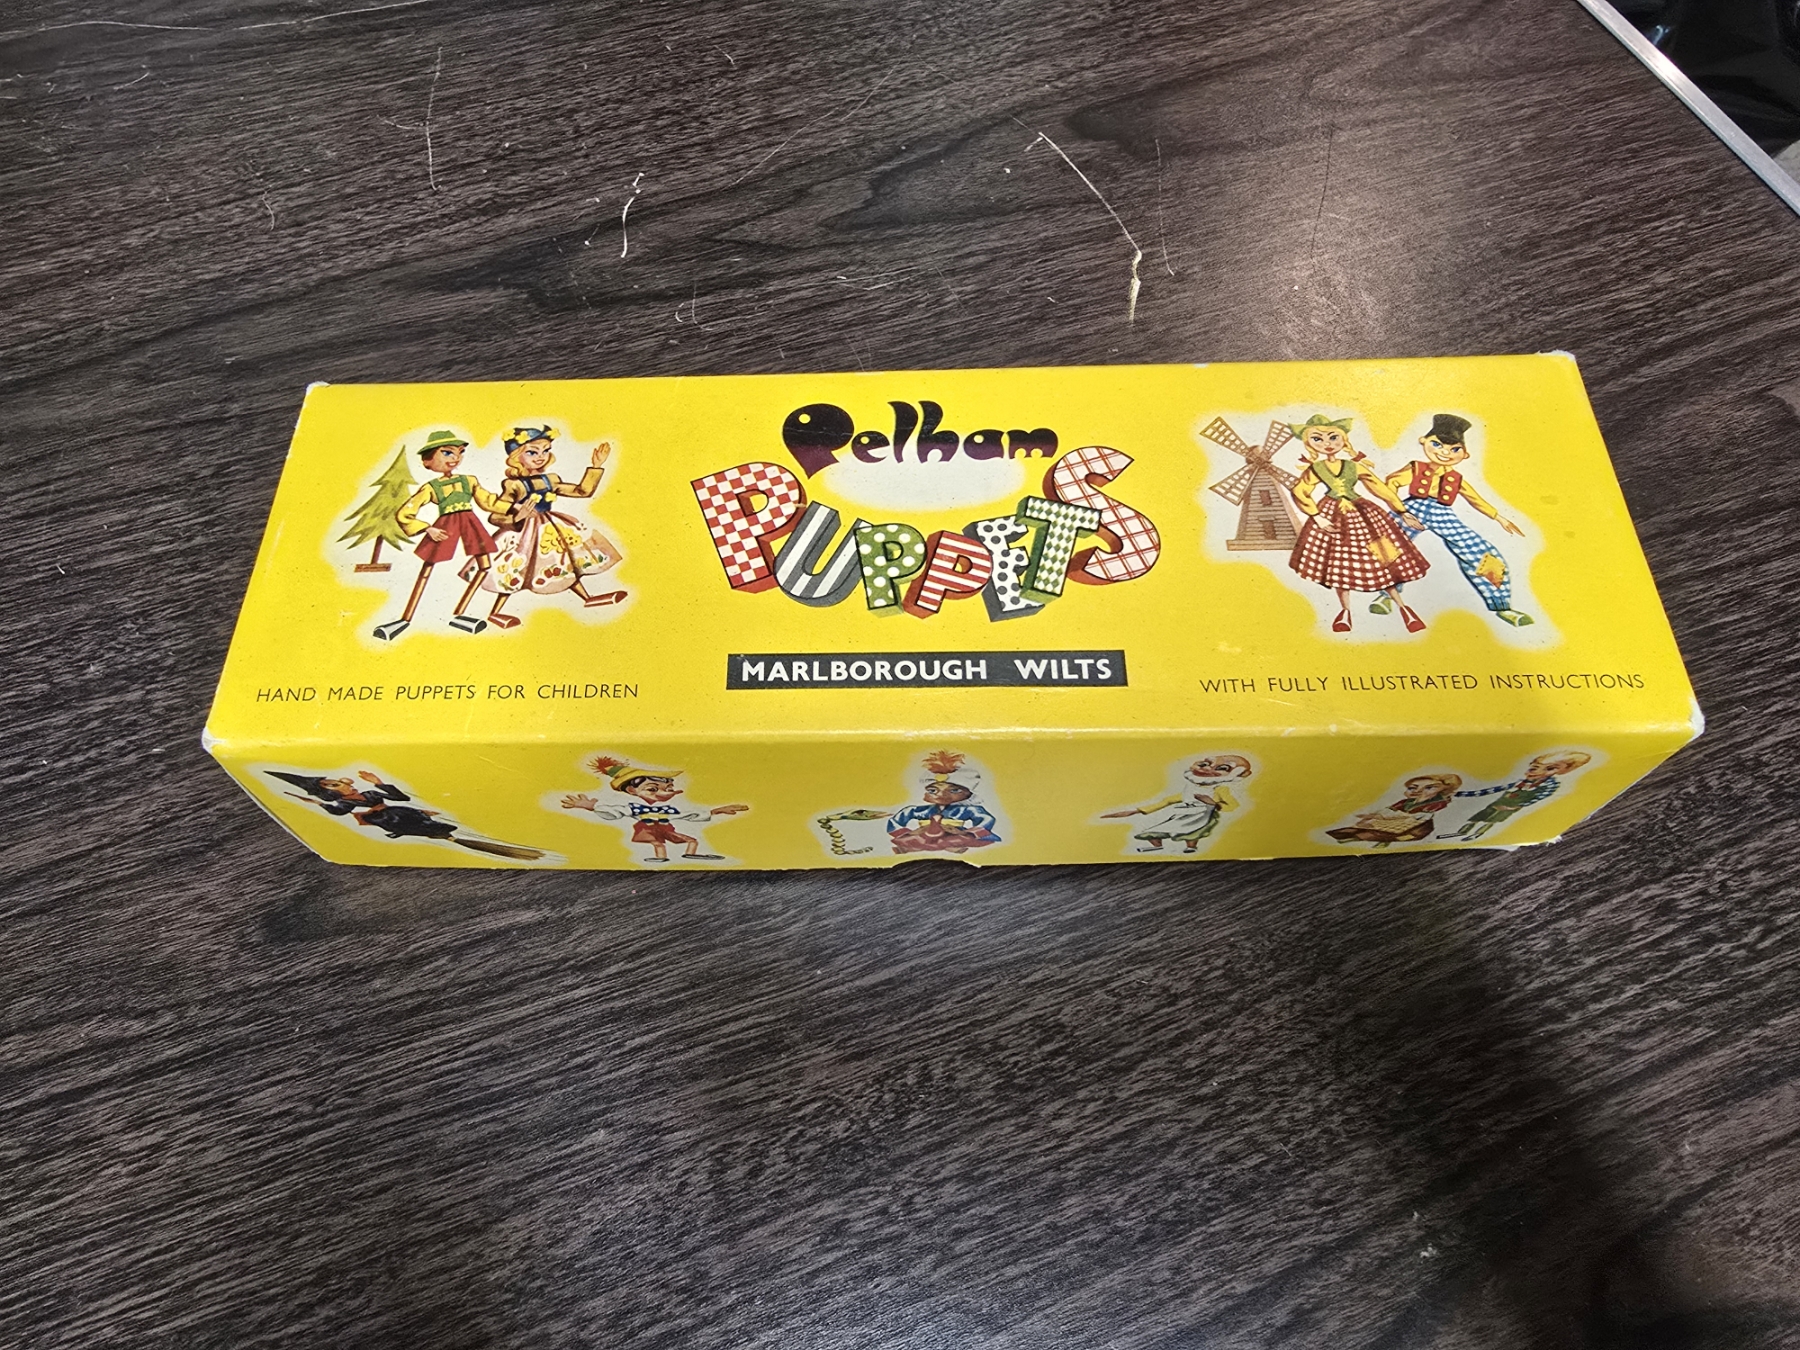 Pelham
PUPPETS
MARLBOROUGH WILTS
HAND MADE PUPPETS FOR CHILDREN
WITH FULLY ILLUSTRATED INSTRUCTIONS